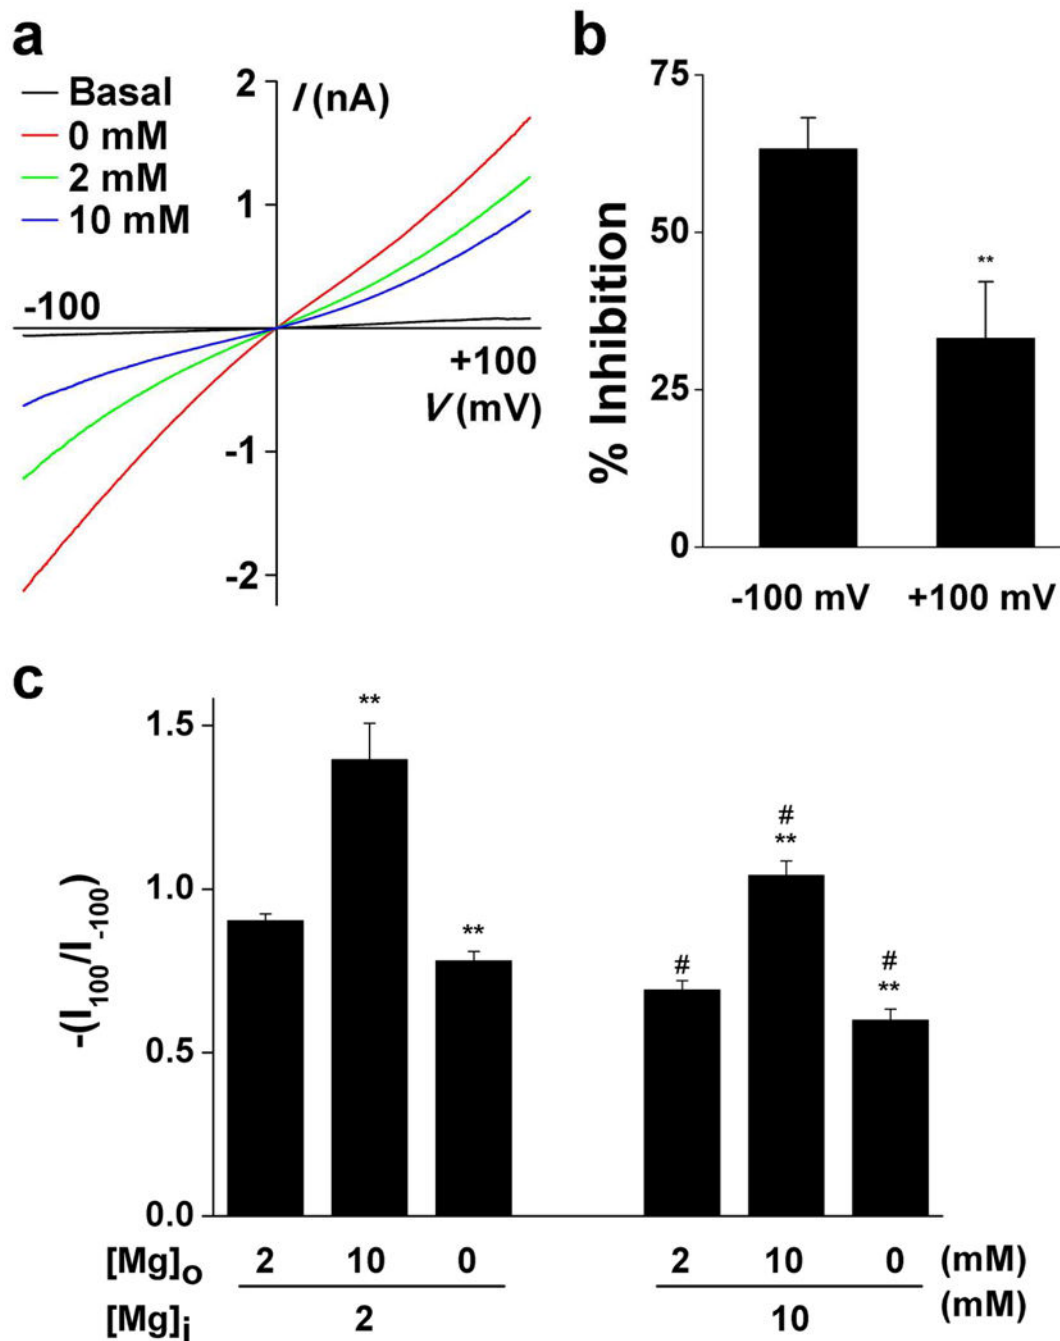 a
Basal
0 mM
2 mM
10 mM
2
I (nA)
1
-100
+100
V (mV)
-1
-2
b
75
50
25
0
% Inhibition
**
-100 mV
+100 mV
c
1.5
1.0
0.5
0.0
-(I100/I-100)
**
**
#
#
**
#
**
[Mg]o 2 10 0 2 10 0 (mM)
[Mg]i 2 10 (mM)